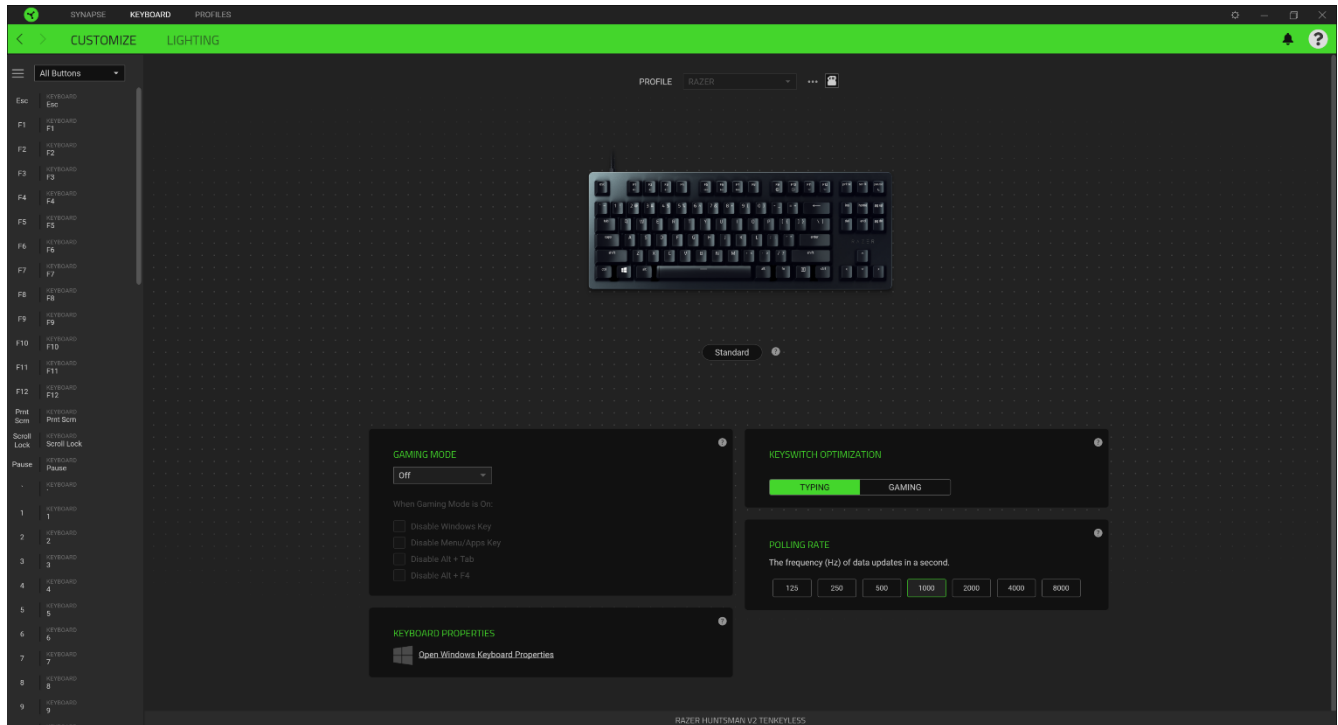 SYNAPSE KEYBOARD PROFILES
CUSTOMIZE LIGHTING
All Buttons
PROFILE RAZER
Esc KEYBOARD Esc
F1 KEYBOARD F1
F2 KEYBOARD F2
F3 KEYBOARD F3
F4 KEYBOARD F4
F5 KEYBOARD F5
F6 KEYBOARD F6
F7 KEYBOARD F7
F8 KEYBOARD F8
F9 KEYBOARD F9
F10 KEYBOARD F10
F11 KEYBOARD F11
F12 KEYBOARD F12
Prnt Scrn KEYBOARD Prnt Scrn
Scroll Lock KEYBOARD Scroll Lock
Pause KEYBOARD Pause
` KEYBOARD `
1 KEYBOARD 1
2 KEYBOARD 2
3 KEYBOARD 3
4 KEYBOARD 4
5 KEYBOARD 5
6 KEYBOARD 6
7 KEYBOARD 7
8 KEYBOARD 8
9 KEYBOARD 9
Standard
GAMING MODE
Off
When Gaming Mode is On:
Disable Windows Key
Disable Menu/Apps Key
Disable Alt + Tab
Disable Alt + F4
KEYBOARD PROPERTIES
Open Windows Keyboard Properties
KEYSWITCH OPTIMIZATION
TYPING GAMING
POLLING RATE
The frequency (Hz) of data updates in a second.
125 250 500 1000 2000 4000 8000
RAZER HUNTSMAN V2 TENKEYLESS